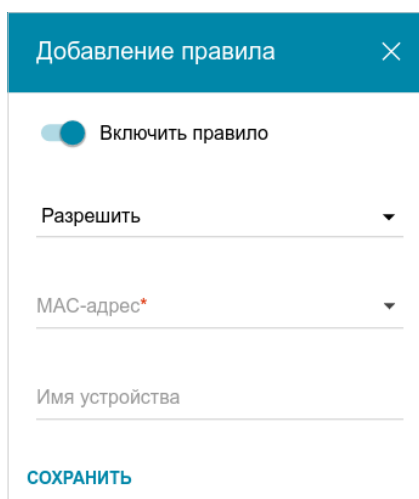 Добавление правила
Включить правило
Разрешить
MAC-адрес*
Имя устройства
СОХРАНИТЬ